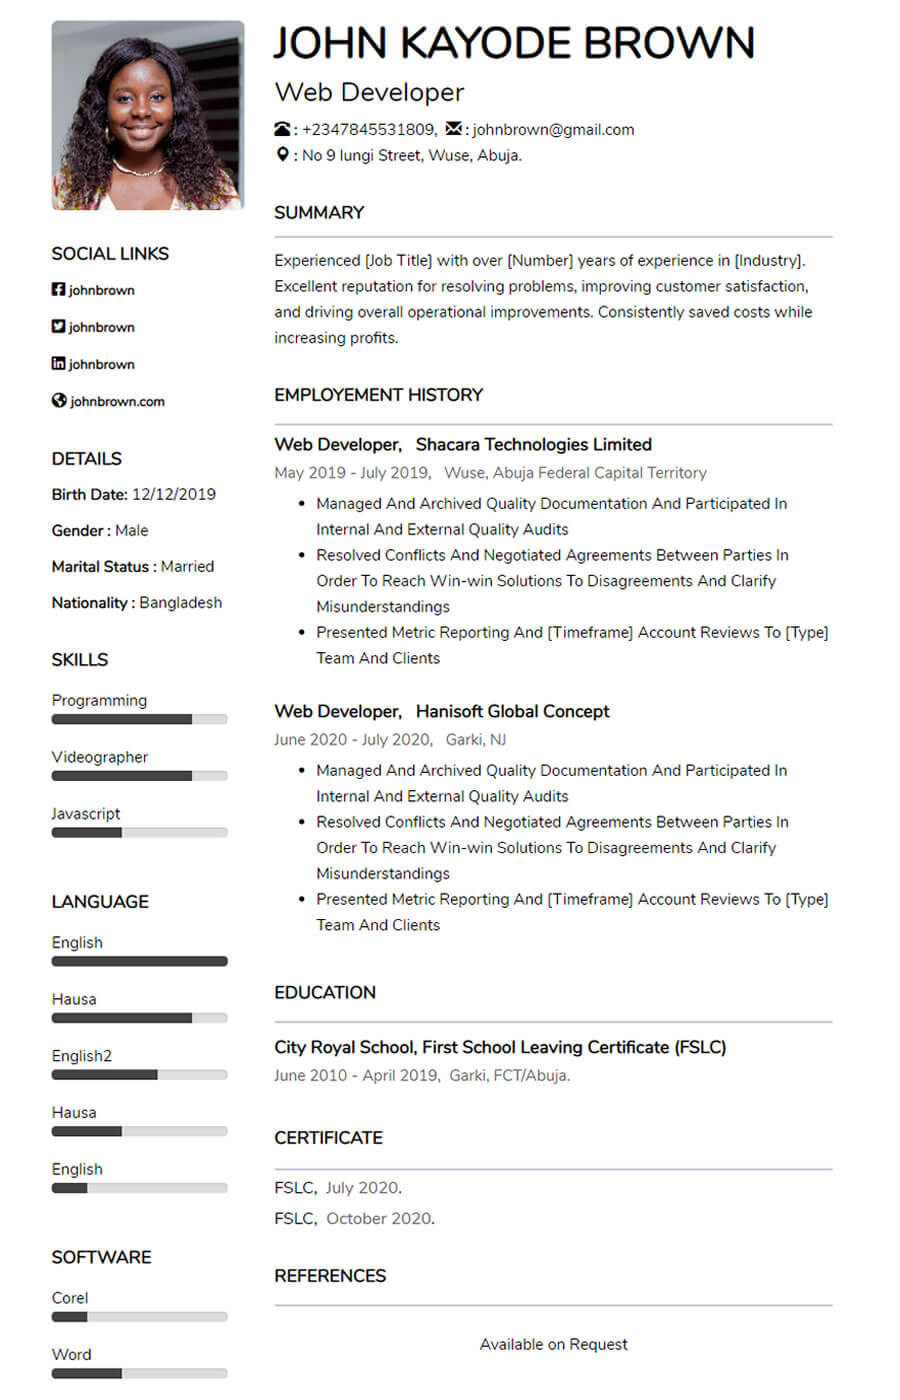 JOHN KAYODE BROWN
Web Developer
: +2347845531809, : johnbrown@gmail.com
: No 9 Iungi Street, Wuse, Abuja.
SOCIAL LINKS
johnbrown
johnbrown
johnbrown
johnbrown.com
DETAILS
Birth Date: 12/12/2019
Gender : Male
Marital Status : Married
Nationality : Bangladesh
SKILLS
Programming
Videographer
Javascript
LANGUAGE
English
Hausa
English2
Hausa
English
SOFTWARE
Corel
Word
SUMMARY
Experienced [Job Title] with over [Number] years of experience in [Industry].
Excellent reputation for resolving problems, improving customer satisfaction,
and driving overall operational improvements. Consistently saved costs while
increasing profits.
EMPLOYEMENT HISTORY
Web Developer, Shacara Technologies Limited
May 2019 - July 2019, Wuse, Abuja Federal Capital Territory
• Managed And Archived Quality Documentation And Participated In
Internal And External Quality Audits
• Resolved Conflicts And Negotiated Agreements Between Parties In
Order To Reach Win-win Solutions To Disagreements And Clarify
Misunderstandings
• Presented Metric Reporting And [Timeframe] Account Reviews To [Type]
Team And Clients
Web Developer, Hanisoft Global Concept
June 2020 - July 2020, Garki, NJ
• Managed And Archived Quality Documentation And Participated In
Internal And External Quality Audits
• Resolved Conflicts And Negotiated Agreements Between Parties In
Order To Reach Win-win Solutions To Disagreements And Clarify
Misunderstandings
• Presented Metric Reporting And [Timeframe] Account Reviews To [Type]
Team And Clients
EDUCATION
City Royal School, First School Leaving Certificate (FSLC)
June 2010 - April 2019, Garki, FCT/Abuja.
CERTIFICATE
FSLC, July 2020.
FSLC, October 2020.
REFERENCES
Available on Request